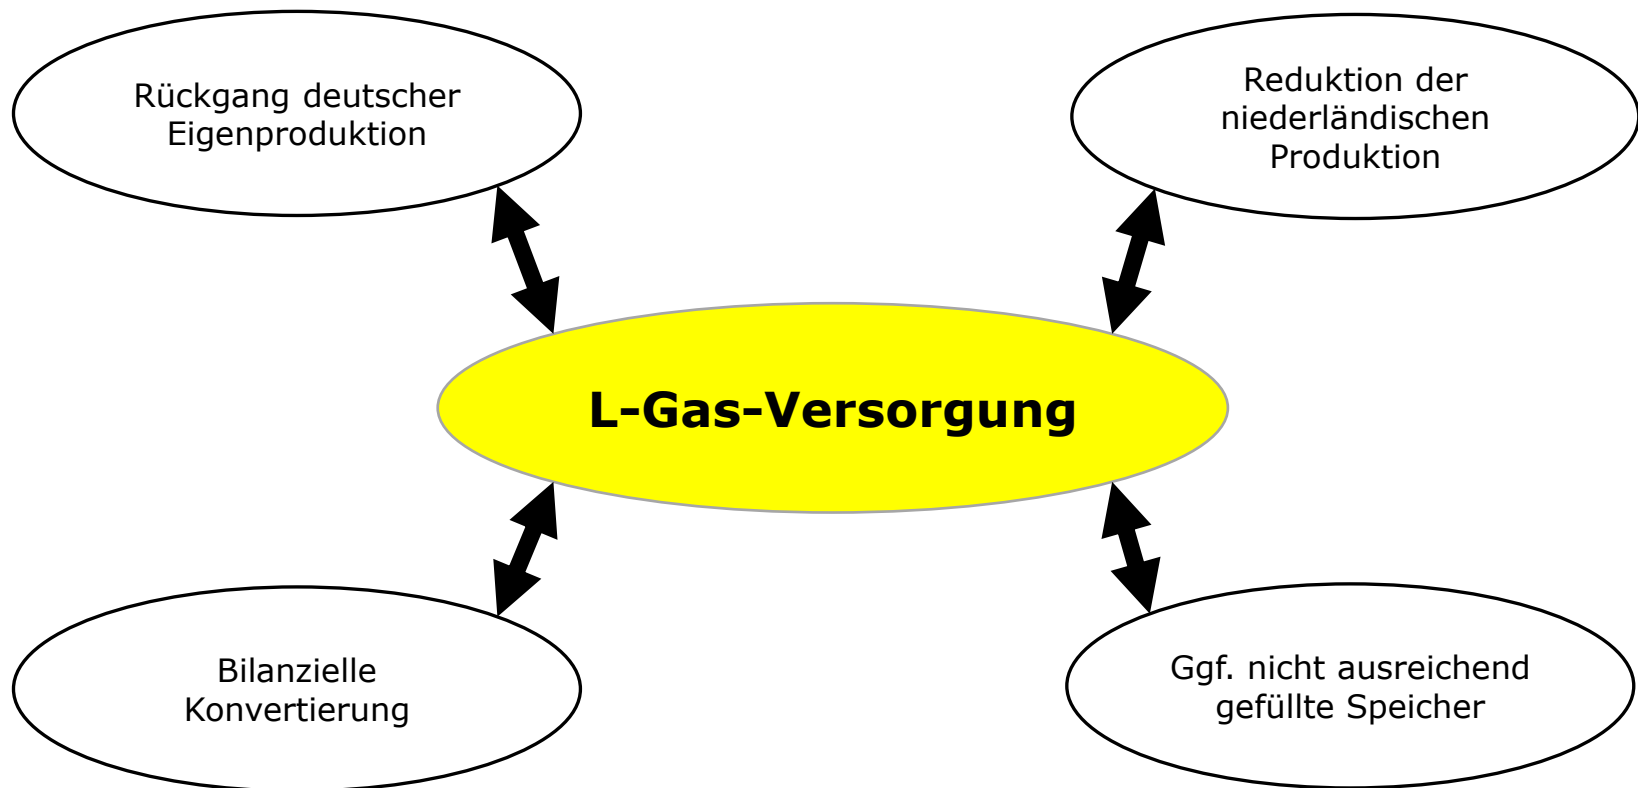 Rückgang deutscher
Eigenproduktion
Reduktion der
niederländischen
Produktion
L-Gas-Versorgung
Bilanzielle
Konvertierung
Ggf. nicht ausreichend
gefüllte Speicher